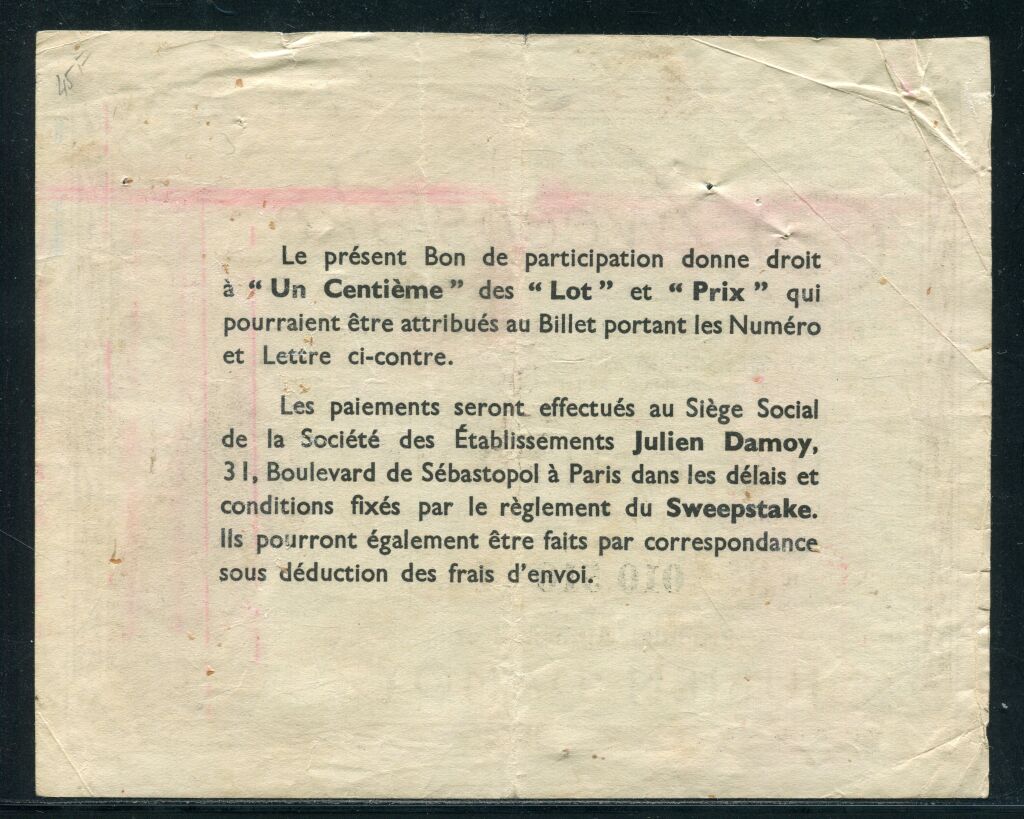 45
Le présent Bon de participation donne droit
à “ Un Centième ” des “ Lot ” et “ Prix ” qui
pourraient être attribués au Billet portant les Numéro
et Lettre ci-contre.
Les paiements seront effectués au Siège Social
de la Société des Établissements Julien Damoy,
31, Boulevard de Sébastopol à Paris dans les délais et
conditions fixés par le règlement du Sweepstake.
Ils pourront également être faits par correspondance
sous déduction des frais d’envoi.